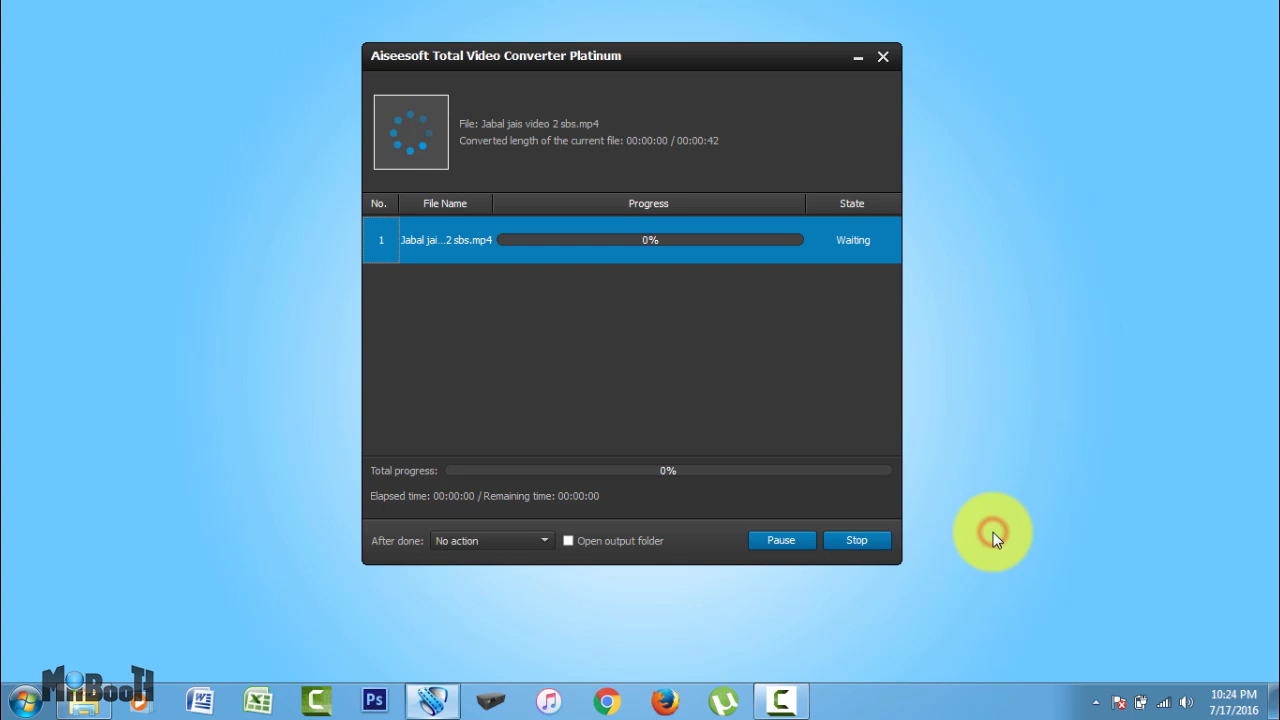 Aiseesoft Total Video Converter Platinum
File: Jabal jais video 2 sbs.mp4
Converted length of the current file: 00:00:00 / 00:00:42
No. File Name Progress State
1 Jabal jai...2 sbs.mp4 0% Waiting
Total progress: 0%
Elapsed time: 00:00:00 / Remaining time: 00:00:00
After done: No action Open output folder Pause Stop
Ps
10:24 PM
7/17/2016